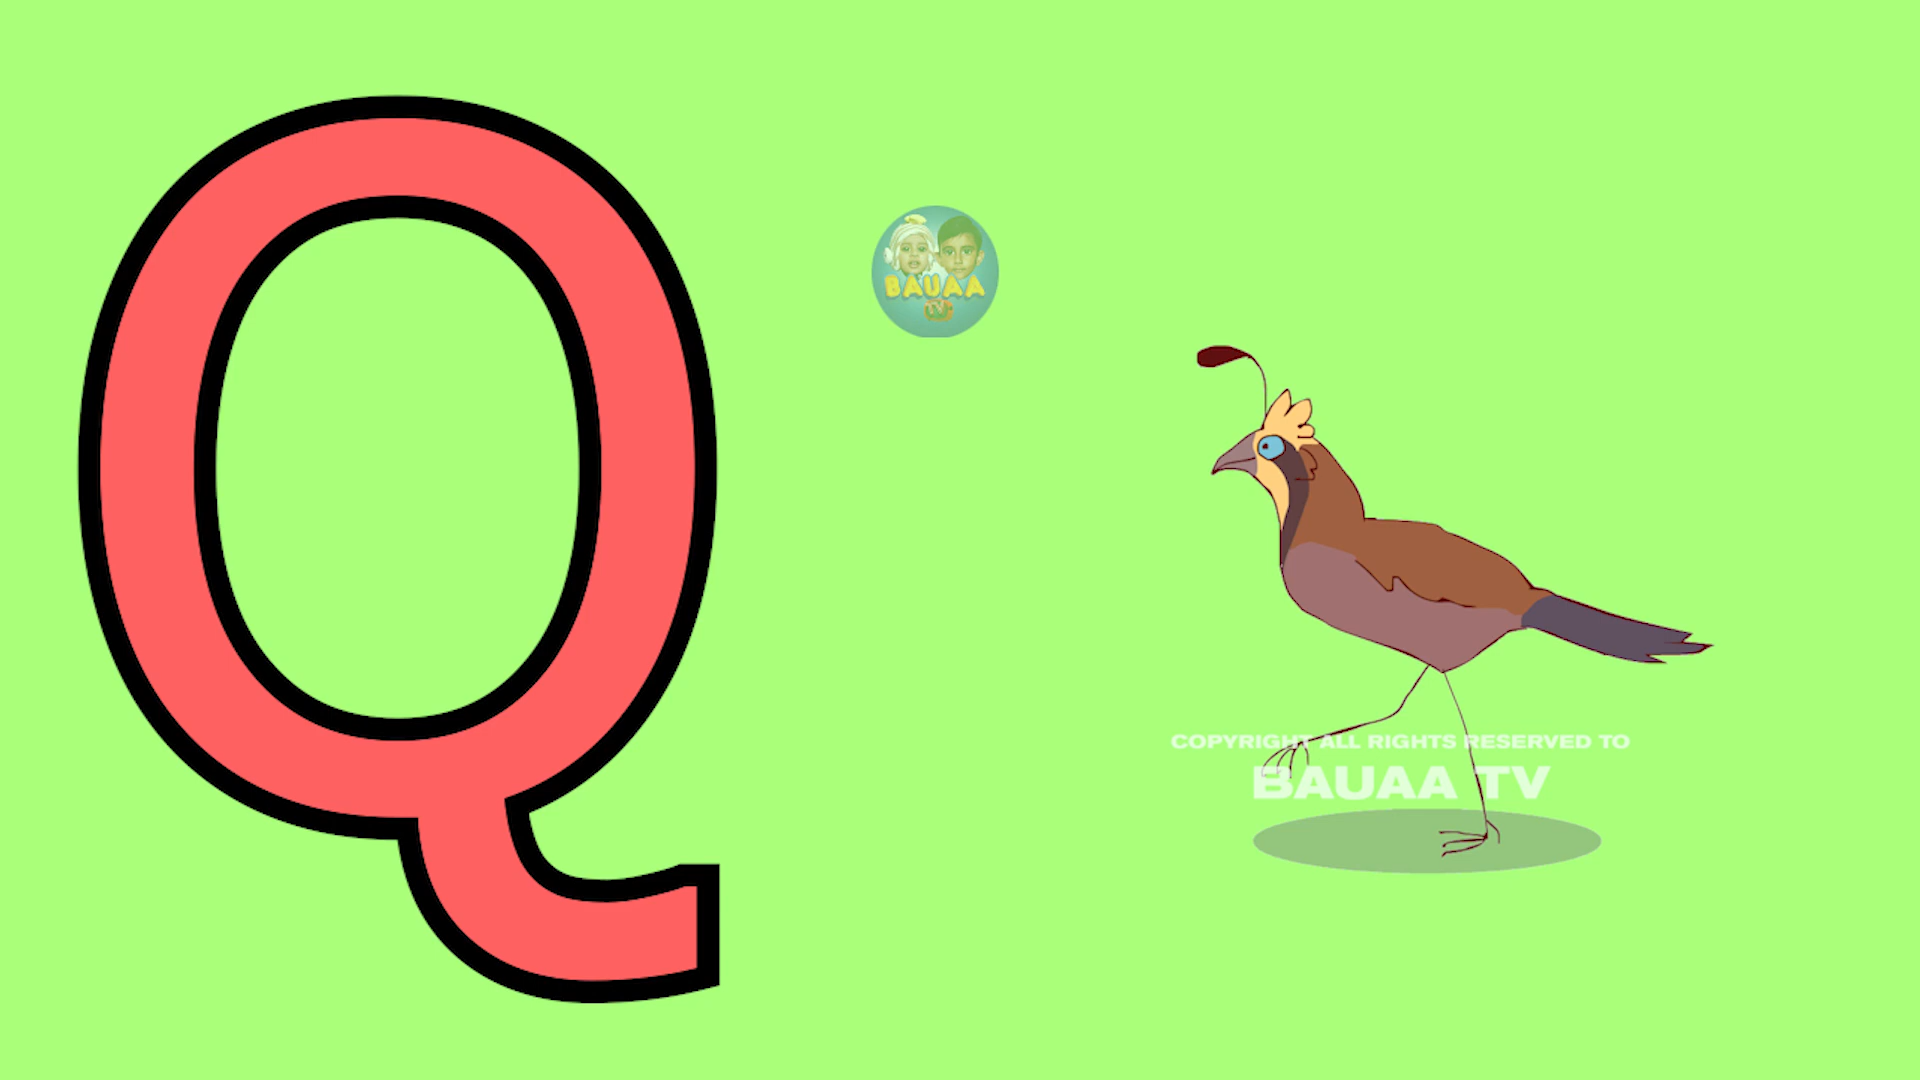 Q
BAUAA
TV
COPYRIGHT ALL RIGHTS RESERVED TO
BAUAA TV